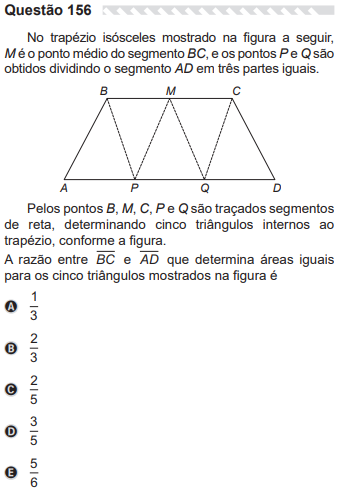 Questão 156
No trapézio isósceles mostrado na figura a seguir,
M é o ponto médio do segmento BC, e os pontos P e Q são
obtidos dividindo o segmento AD em três partes iguais.
B M C
A P Q D
Pelos pontos B, M, C, P e Q são traçados segmentos
de reta, determinando cinco triângulos internos ao
trapézio, conforme a figura.
A razão entre BC e AD que determina áreas iguais
para os cinco triângulos mostrados na figura é
A 1/3
B 2/3
C 2/5
D 3/5
E 5/6